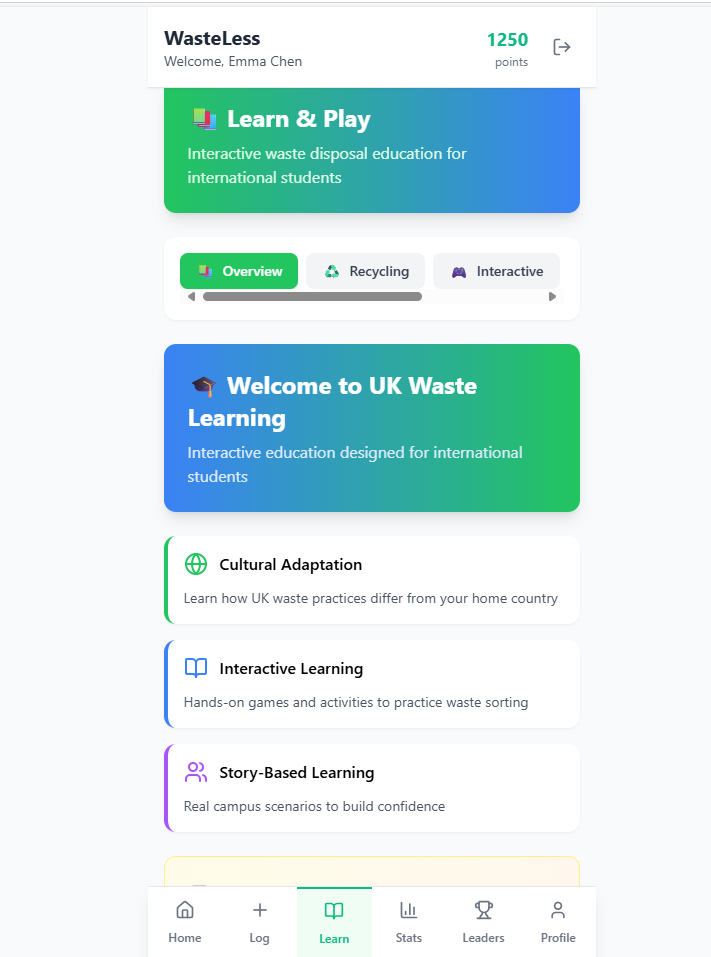 WasteLess
Welcome, Emma Chen
1250
points
Learn & Play
Interactive waste disposal education for
international students
Overview
Recycling
Interactive
Welcome to UK Waste
Learning
Interactive education designed for international
students
Cultural Adaptation
Learn how UK waste practices differ from your home country
Interactive Learning
Hands-on games and activities to practice waste sorting
Story-Based Learning
Real campus scenarios to build confidence
Home
Log
Learn
Stats
Leaders
Profile